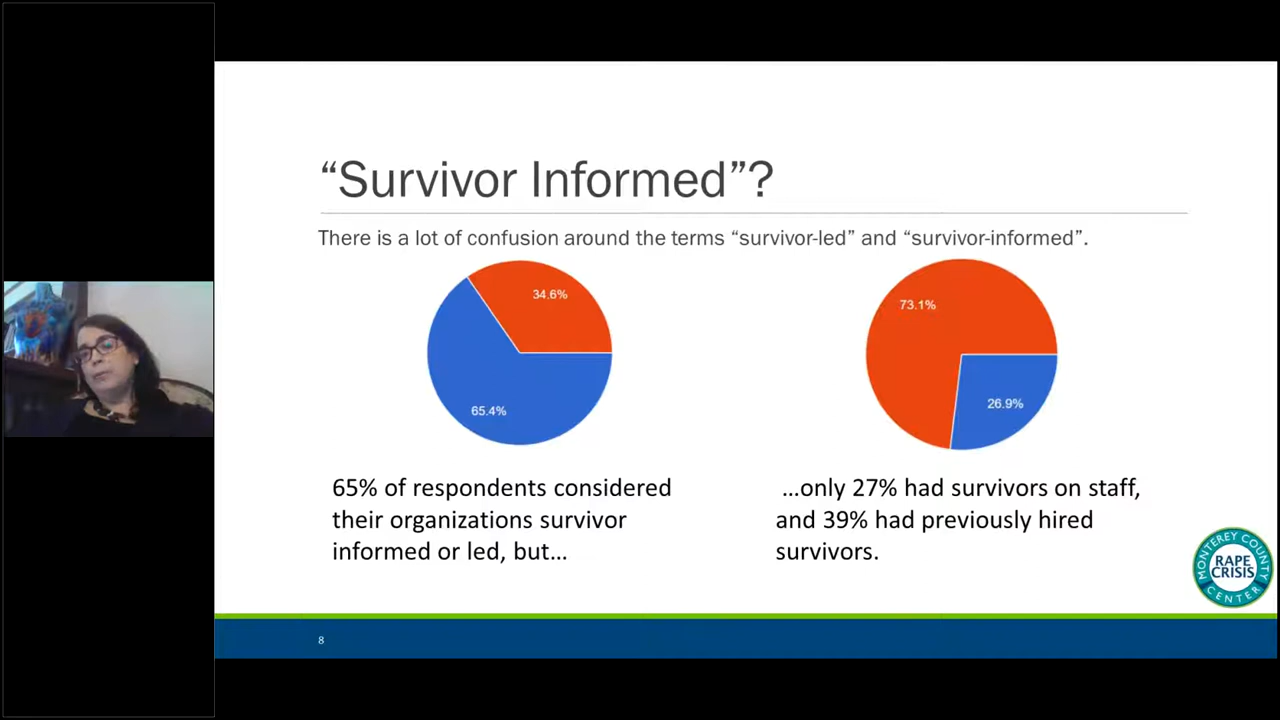 “Survivor Informed”?
There is a lot of confusion around the terms “survivor-led” and “survivor-informed”.
34.6%
65.4%
73.1%
26.9%
65% of respondents considered
their organizations survivor
informed or led, but...
...only 27% had survivors on staff,
and 39% had previously hired
survivors.
MONTEREY COUNTY
RAPE
CRISIS
CENTER
8